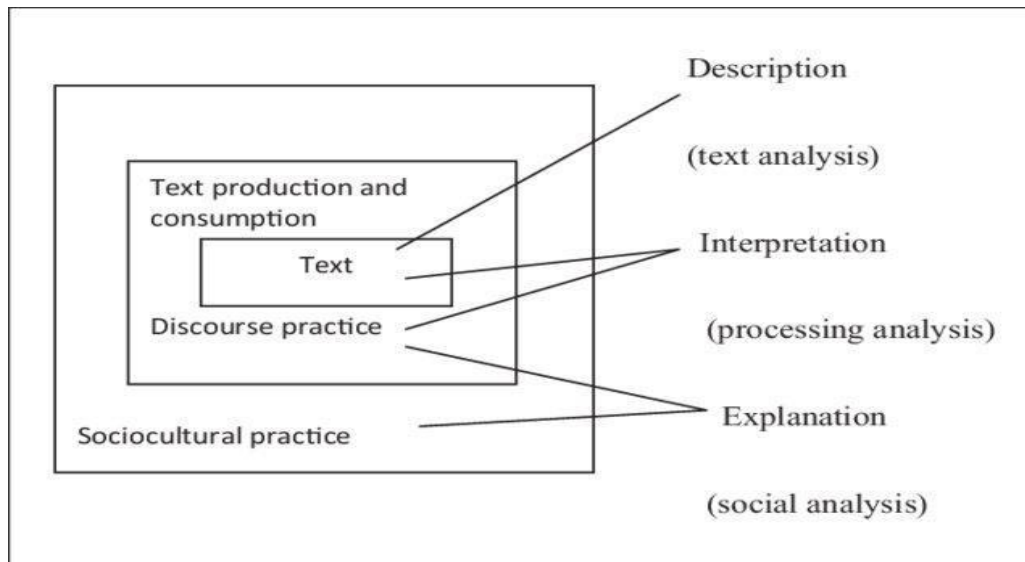 Description
(text analysis)
Text production and
consumption
Text
Interpretation
Discourse practice
(processing analysis)
Explanation
Sociocultural practice
(social analysis)